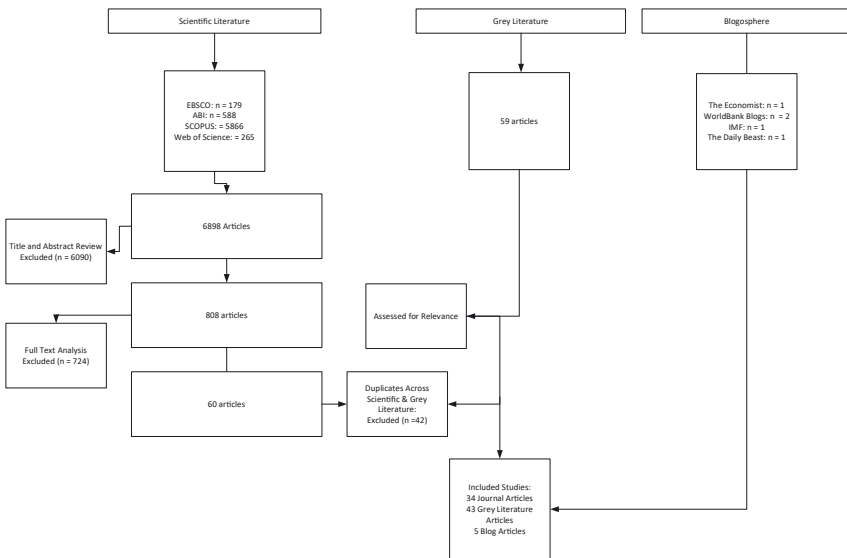 Scientific Literature
Grey Literature
Blogosphere
EBSCO: n = 179
ABI: n = 588
SCOPUS: = 5866
Web of Science: = 265
59 articles
The Economist: n = 1
WorldBank Blogs: n = 2
IMF: n = 1
The Daily Beast: n = 1
6898 Articles
Title and Abstract Review
Excluded (n = 6090)
808 articles
Assessed for Relevance
Full Text Analysis
Excluded (n = 724)
60 articles
Duplicates Across
Scientific & Grey
Literature:
Excluded (n =42)
Included Studies:
34 Journal Articles
43 Grey Literature
Articles
5 Blog Articles